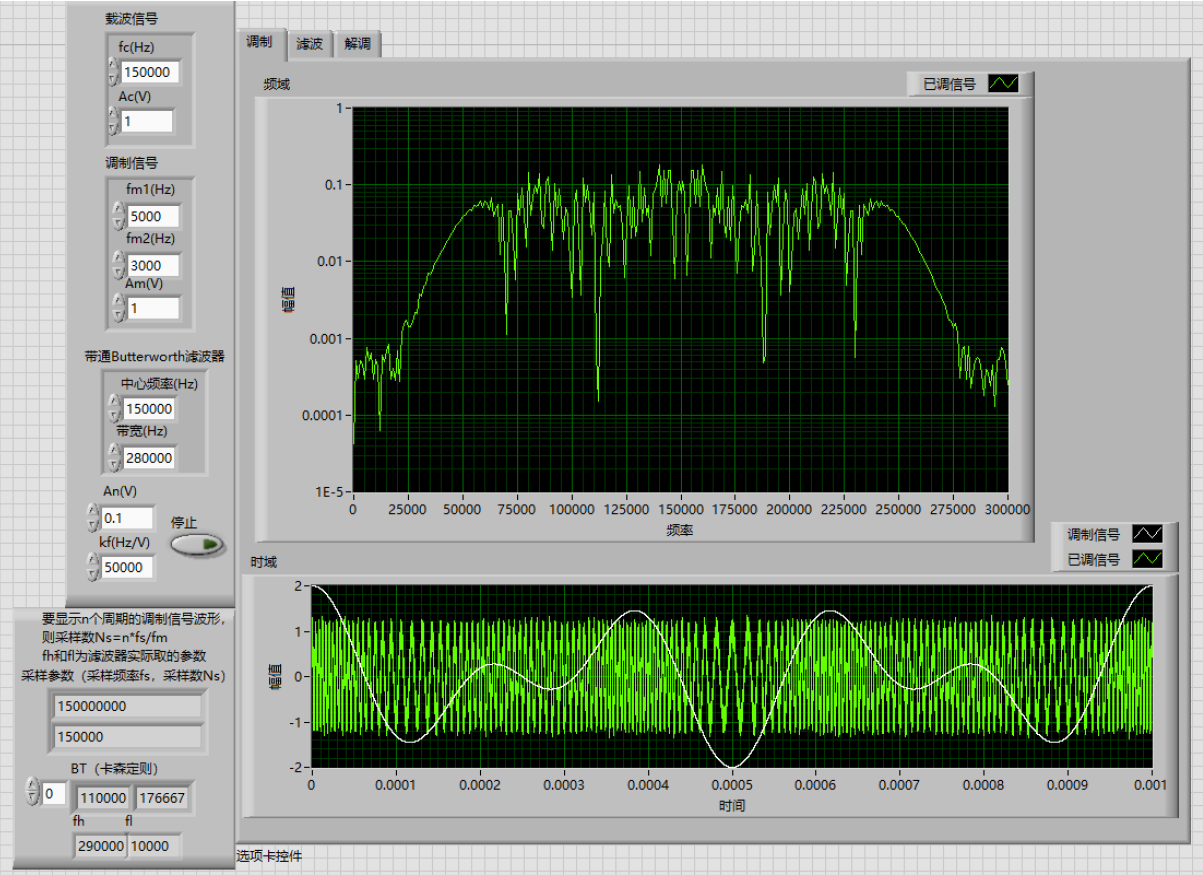 载波信号
fc(Hz)
150000
Ac(V)
1
调制信号
fm1(Hz)
5000
fm2(Hz)
3000
Am(V)
1
带通Butterworth滤波器
中心频率(Hz)
150000
带宽(Hz)
280000
An(V)
0.1
停止
kf(Hz/V)
50000
要显示n个周期的调制信号波形，
则采样数Ns=n*fs/fm
fh和fl为滤波器实际取的参数
采样参数（采样频率fs，采样数Ns）
150000000
150000
BT（卡森定则）
0 110000 176667
fh fl
290000 10000
调制 滤波 解调
频域
已调信号
1
0.1
0.01
0.001
0.0001
1E-5
幅值
0 25000 50000 75000 100000 125000 150000 175000 200000 225000 250000 275000 300000
频率
调制信号
已调信号
时域
2
1
0
-1
-2
幅值
0 0.0001 0.0002 0.0003 0.0004 0.0005 0.0006 0.0007 0.0008 0.0009 0.001
时间
选项卡控件